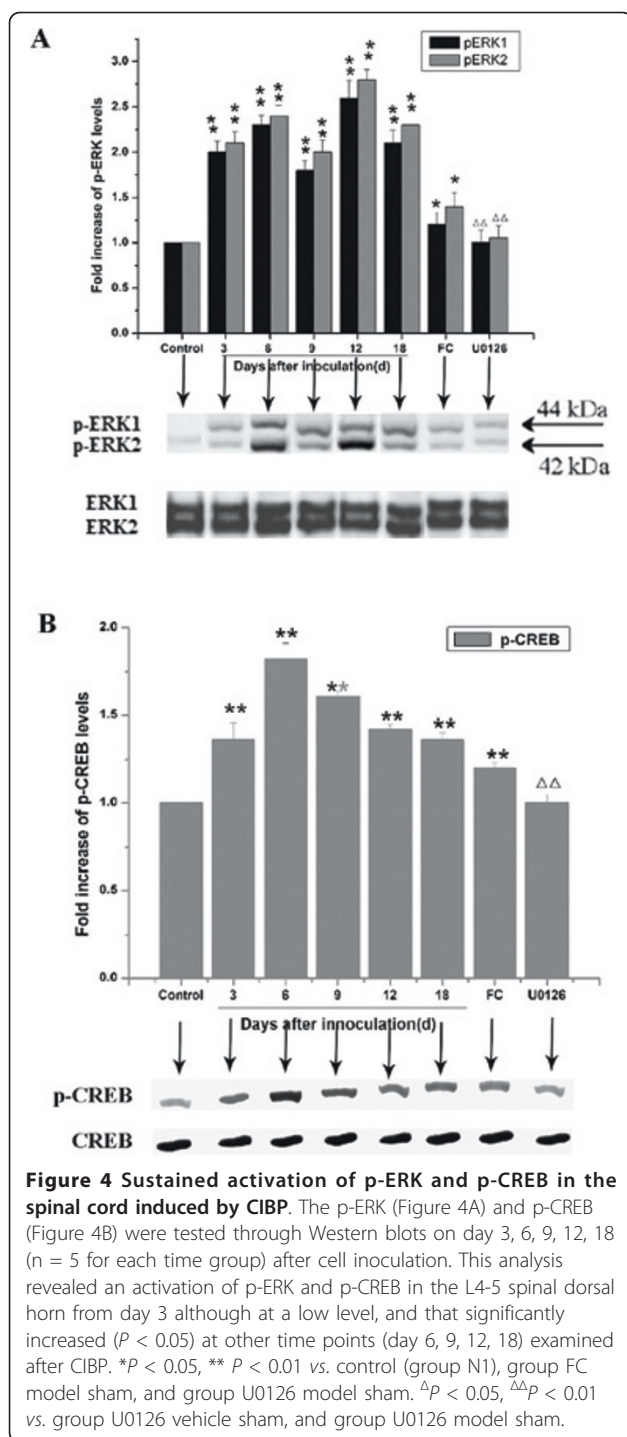 A
pERK1
pERK2
Fold increase of p-ERK levels
3.0
2.5
2.0
1.5
1.0
0.5
0.0
** ** ** ** ** ** ** ** ** ** * * ΔΔ ΔΔ
Control 3 6 9 12 18 FC U0126
Days after inoculation(d)
p-ERK1
p-ERK2
44 kDa
42 kDa
ERK1
ERK2
B
p-CREB
Fold increase of p-CREB levels
2.0
1.5
1.0
0.5
0.0
** ** ** ** ** ** ΔΔ
Control 3 6 9 12 18 FC U0126
Days after innoculation(d)
p-CREB
CREB
Figure 4 Sustained activation of p-ERK and p-CREB in the
spinal cord induced by CIBP. The p-ERK (Figure 4A) and p-CREB
(Figure 4B) were tested through Western blots on day 3, 6, 9, 12, 18
(n = 5 for each time group) after cell inoculation. This analysis
revealed an activation of p-ERK and p-CREB in the L4-5 spinal dorsal
horn from day 3 although at a low level, and that significantly
increased (P < 0.05) at other time points (day 6, 9, 12, 18) examined
after CIBP. *P < 0.05, ** P < 0.01 vs. control (group N1), group FC
model sham, and group U0126 model sham. ΔP < 0.05, ΔΔP < 0.01
vs. group U0126 vehicle sham, and group U0126 model sham.